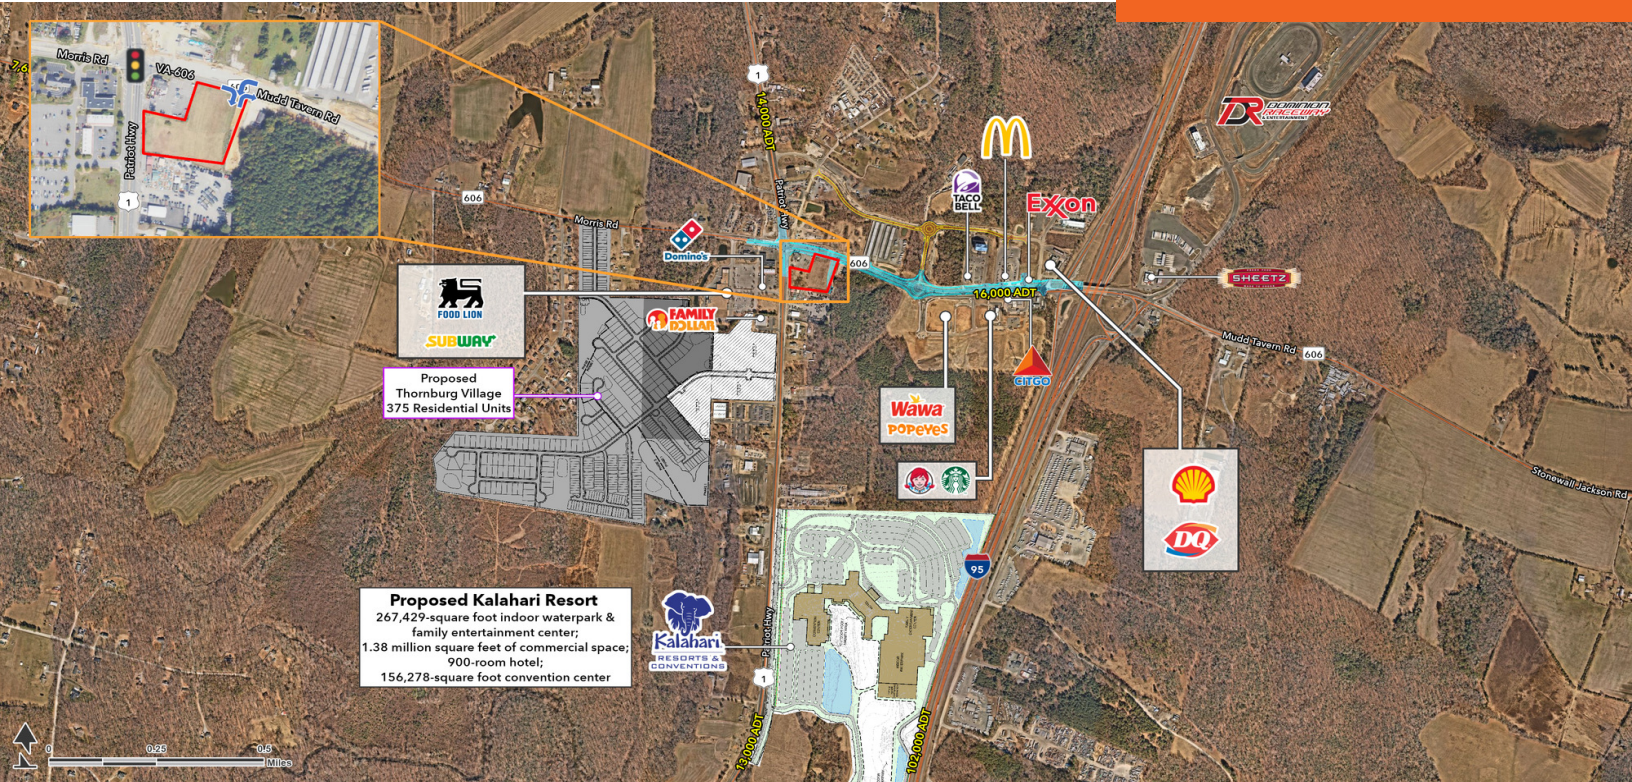 Morris Rd
VA-606
Mudd Tavern Rd
Patriot Hwy
1
7,6
1
14,000 ADT
Patriot Hwy
606
Morris Rd
Domino's
TACO
BELL
Exxon
DOMINION
RACEWAY
& ENTERTAINMENT
606
16,000 ADT
SHEETZ
FOOD LION
SUBWAY
FAMILY
DOLLAR
Proposed
Thornburg Village
375 Residential Units
CITGO
Mudd Tavern Rd
606
Wawa
POPEYES
DQ
Stonewall Jackson Rd
95
Proposed Kalahari Resort
267,429-square foot indoor waterpark &
family entertainment center;
1.38 million square feet of commercial space;
900-room hotel;
156,278-square foot convention center
Kalahari
RESORTS &
CONVENTIONS
Patriot Hwy
1
13,000 ADT
102,000 ADT
N
0 0.25 0.5
Miles